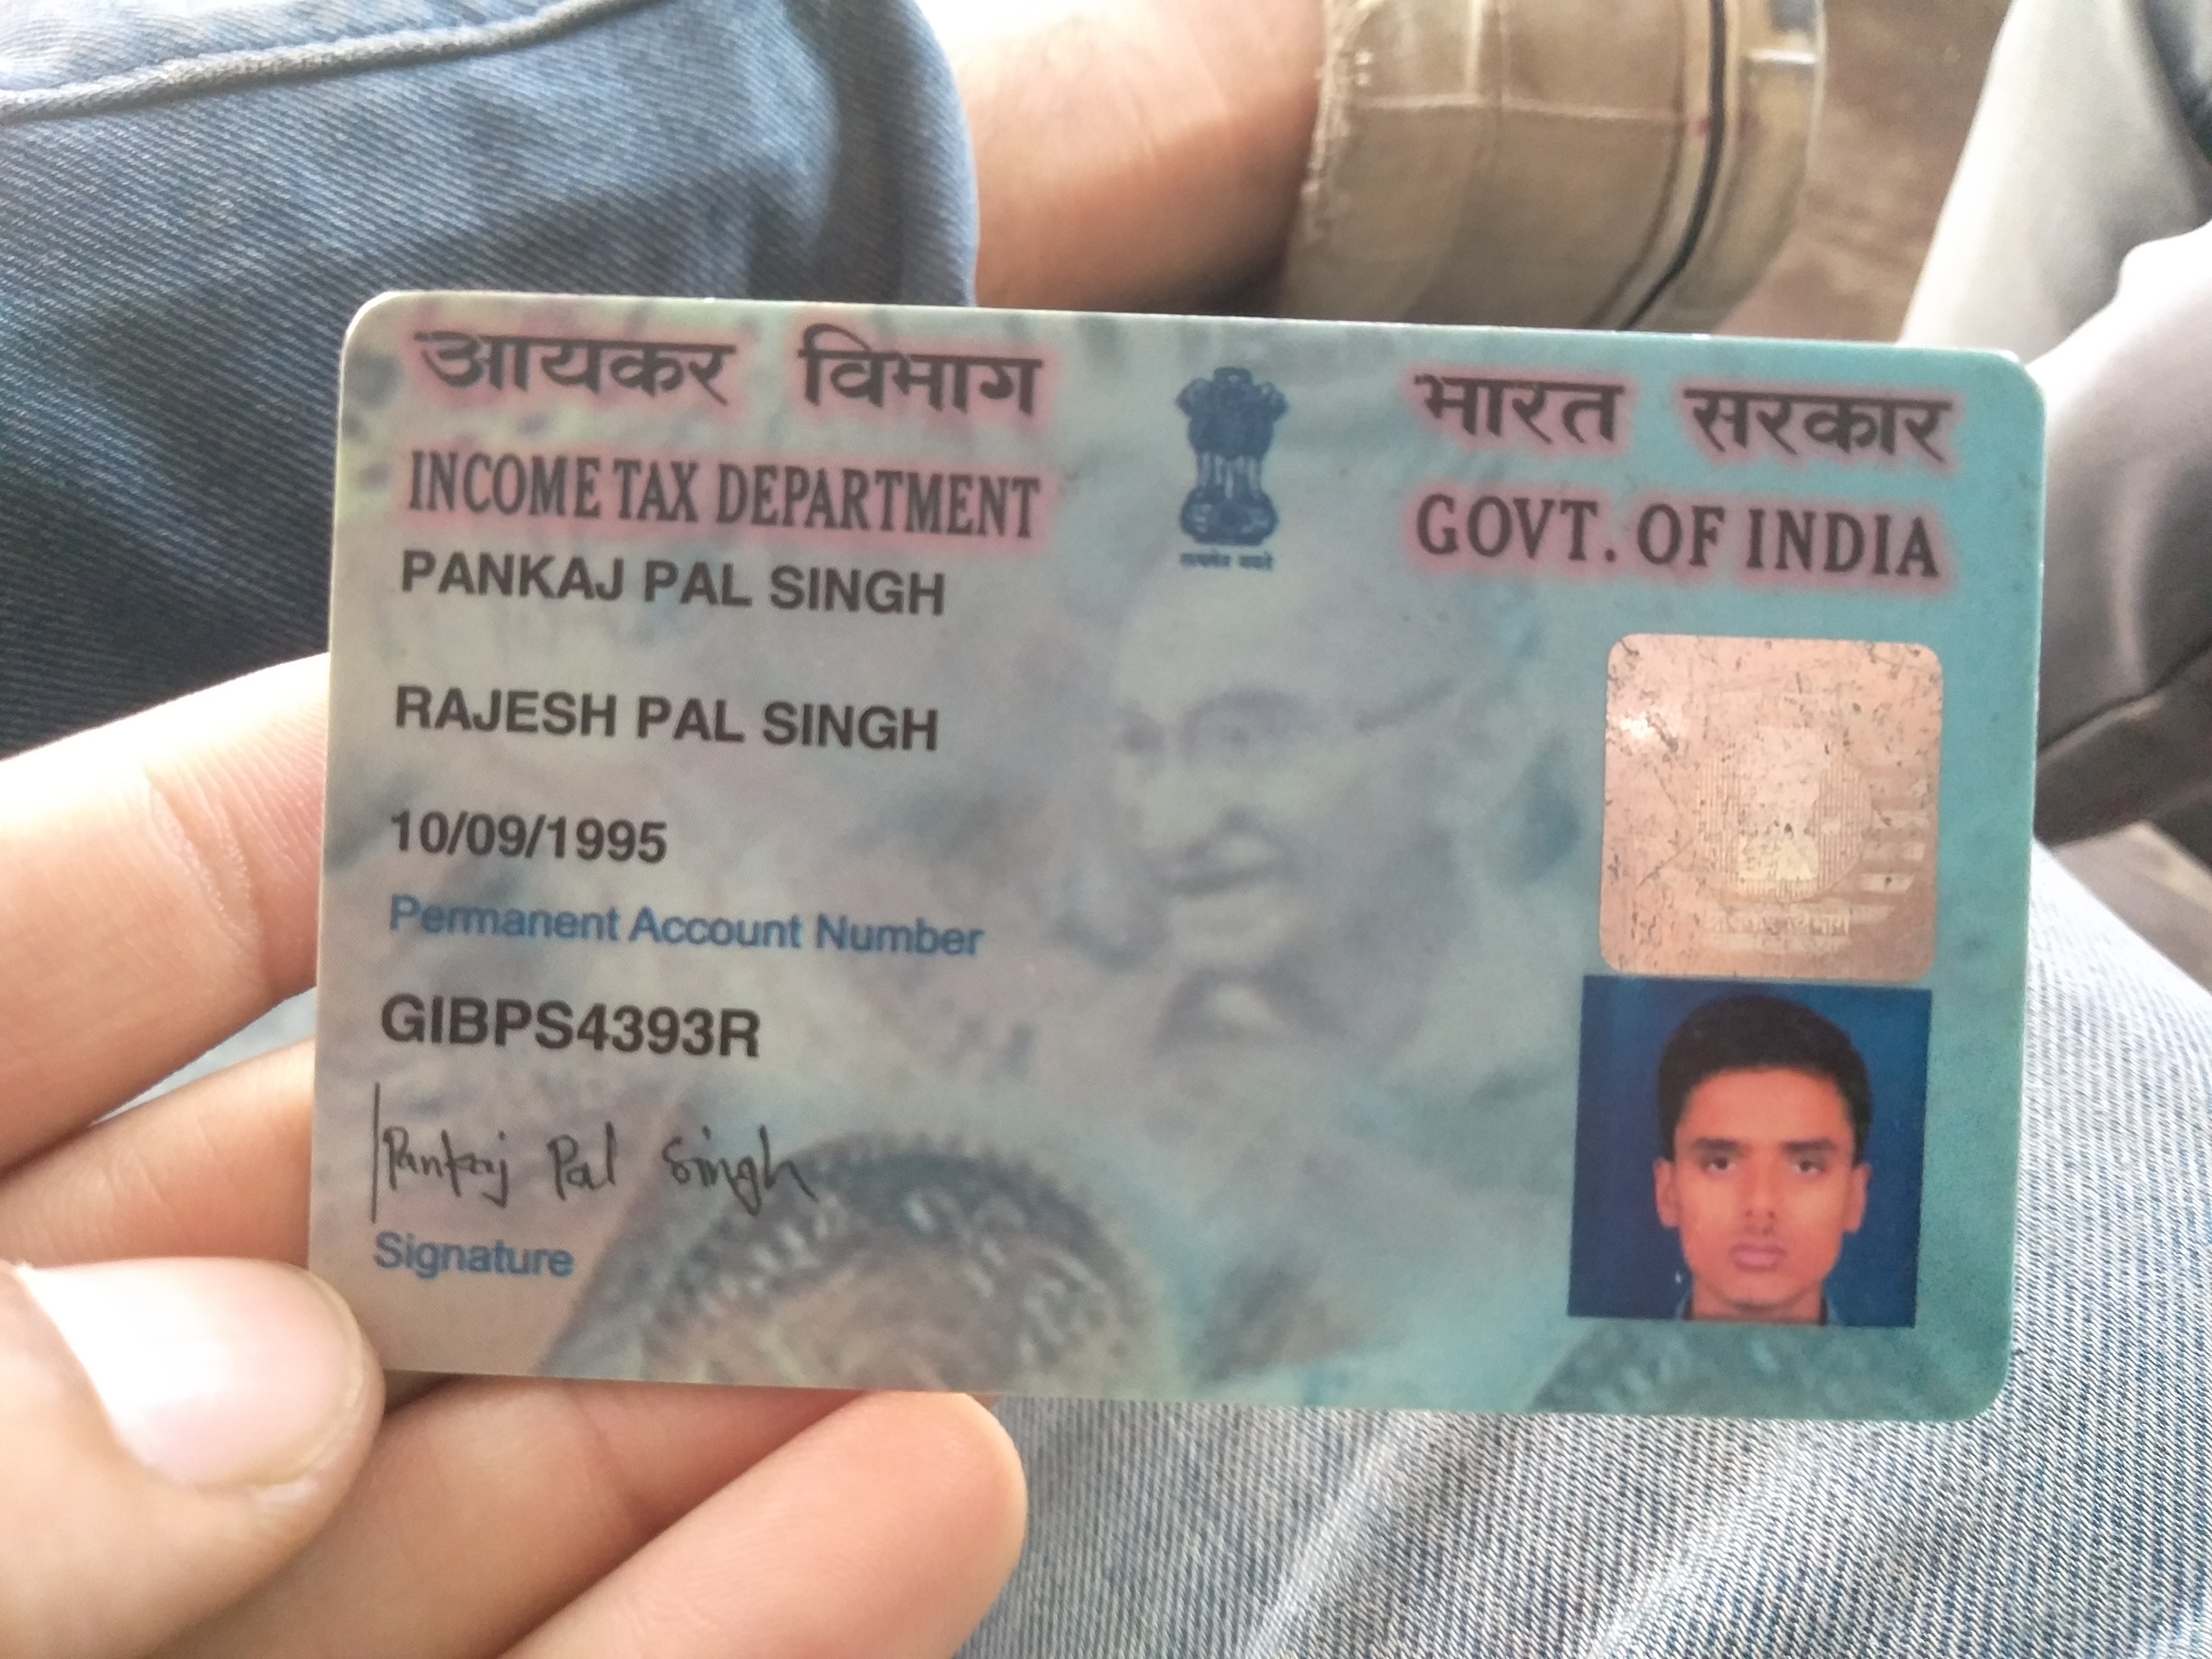 आयकर विभाग
INCOME TAX DEPARTMENT
भारत सरकार
GOVT. OF INDIA
सत्यमेव जयते
PANKAJ PAL SINGH
RAJESH PAL SINGH
10/09/1995
Permanent Account Number
GIBPS4393R
Pankaj Pal Singh
Signature